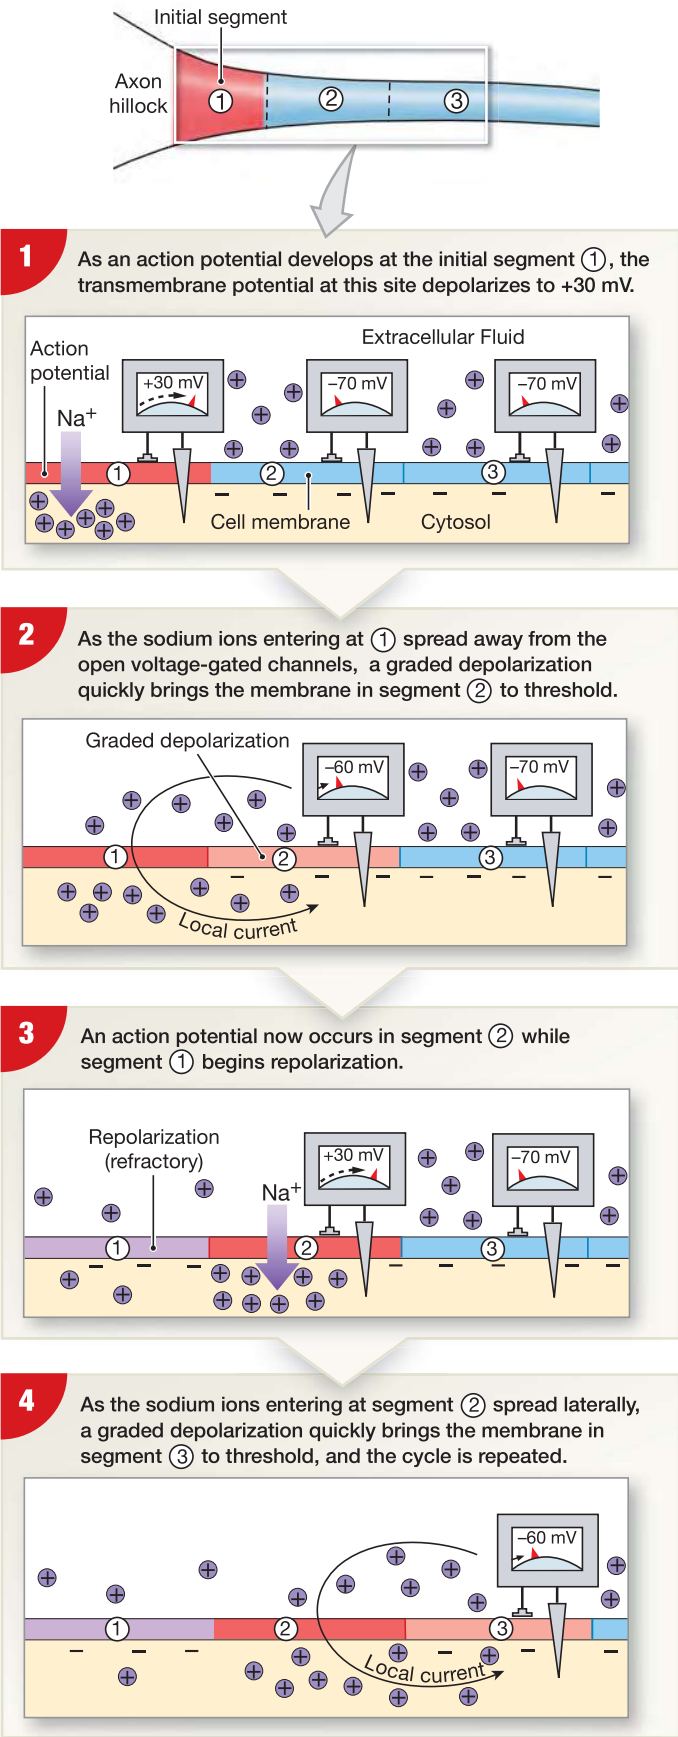 Initial segment
Axon
hillock
1
2
3
1
As an action potential develops at the initial segment 1, the
transmembrane potential at this site depolarizes to +30 mV.
Extracellular Fluid
Action
potential
+30 mV
–70 mV
–70 mV
Na+
1
2
3
Cell membrane
Cytosol
2
As the sodium ions entering at 1 spread away from the
open voltage-gated channels, a graded depolarization
quickly brings the membrane in segment 2 to threshold.
Graded depolarization
–60 mV
–70 mV
1
2
3
Local current
3
An action potential now occurs in segment 2 while
segment 1 begins repolarization.
Repolarization
(refractory)
+30 mV
–70 mV
Na+
1
2
3
4
As the sodium ions entering at segment 2 spread laterally,
a graded depolarization quickly brings the membrane in
segment 3 to threshold, and the cycle is repeated.
–60 mV
1
2
3
Local current